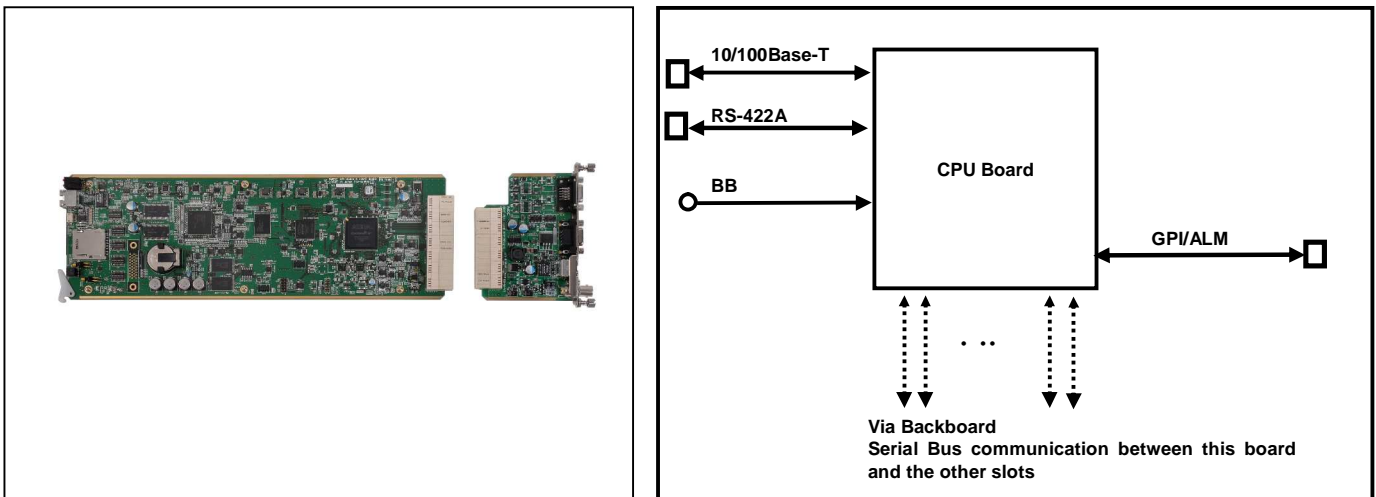 10/100Base-T
RS-422A
BB
CPU Board
GPI/ALM
Via Backboard
Serial Bus communication between this board
and the other slots